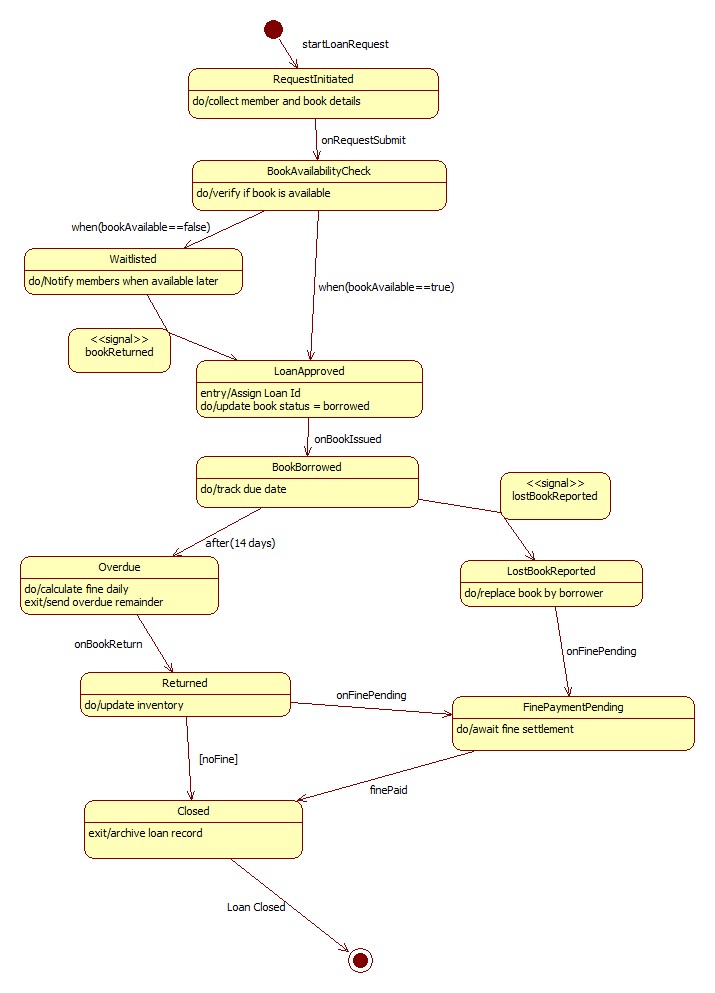 startLoanRequest
RequestInitiated
do/collect member and book details
onRequestSubmit
BookAvailabilityCheck
do/verify if book is available
when(bookAvailable==false)
Waitlisted
do/Notify members when available later
when(bookAvailable==true)
<<signal>>
bookReturned
LoanApproved
entry/Assign Loan Id
do/update book status = borrowed
onBookIssued
BookBorrowed
do/track due date
<<signal>>
lostBookReported
after(14 days)
Overdue
do/calculate fine daily
exit/send overdue remainder
LostBookReported
do/replace book by borrower
onBookReturn
onFinePending
Returned
do/update inventory
onFinePending
FinePaymentPending
do/await fine settlement
[noFine]
finePaid
Closed
exit/archive loan record
Loan Closed